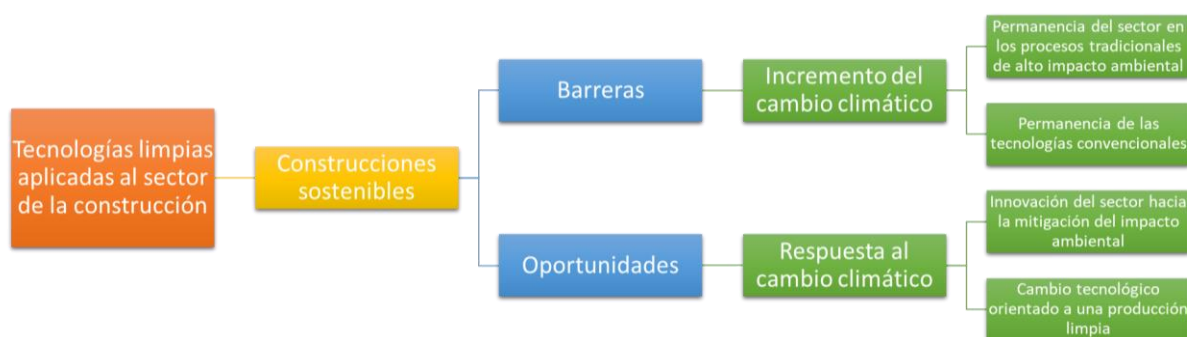 Tecnologías limpias
aplicadas al sector
de la construcción
Construcciones
sostenibles
Barreras
Incremento del
cambio climático
Permanencia del sector en
los procesos tradicionales
de alto impacto ambiental
Permanencia de las
tecnologías convencionales
Oportunidades
Respuesta al
cambio climático
Innovación del sector hacia
la mitigación del impacto
ambiental
Cambio tecnológico
orientado a una producción
limpia